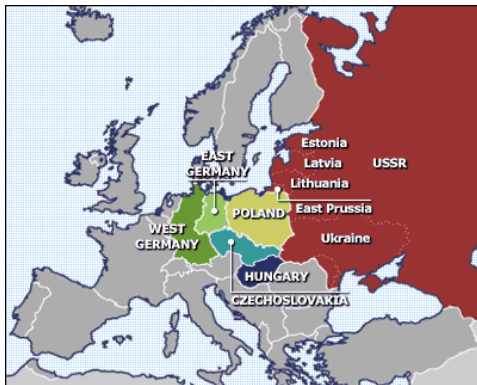 Estonia
Latvia
USSR
Lithuania
EAST
GERMANY
East Prussia
POLAND
WEST
GERMANY
Ukraine
HUNGARY
CZECHOSLOVAKIA